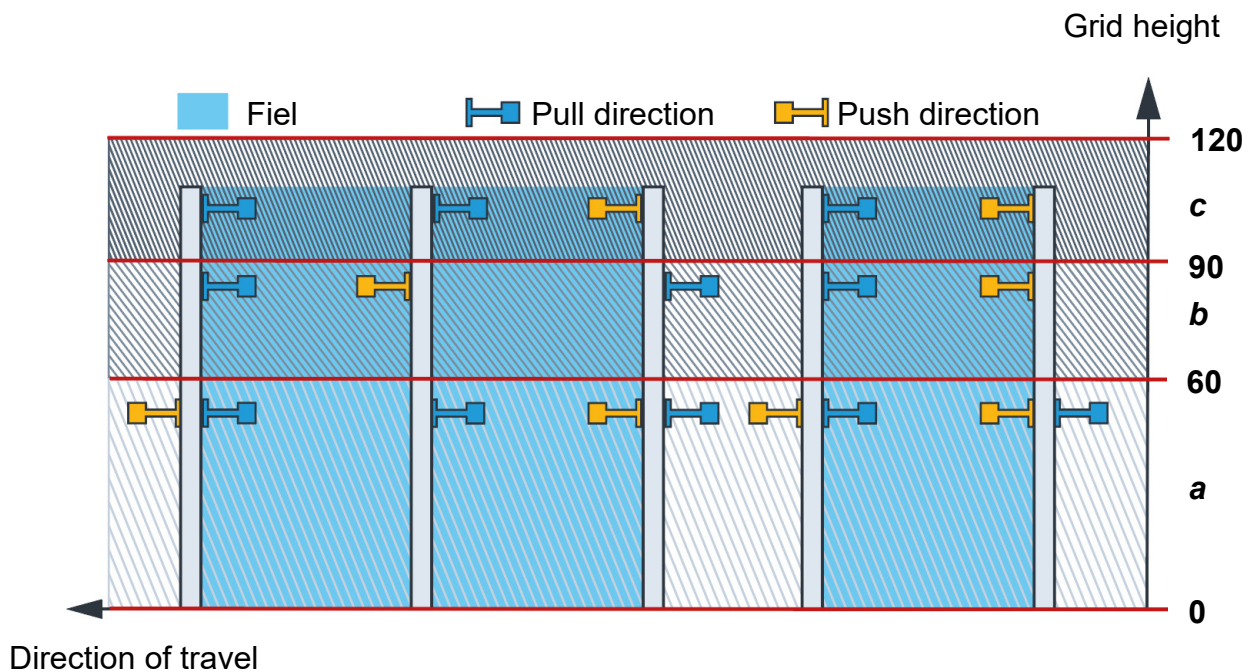 Grid height
Fiel
Pull direction
Push direction
120
c
90
b
60
a
0
Direction of travel